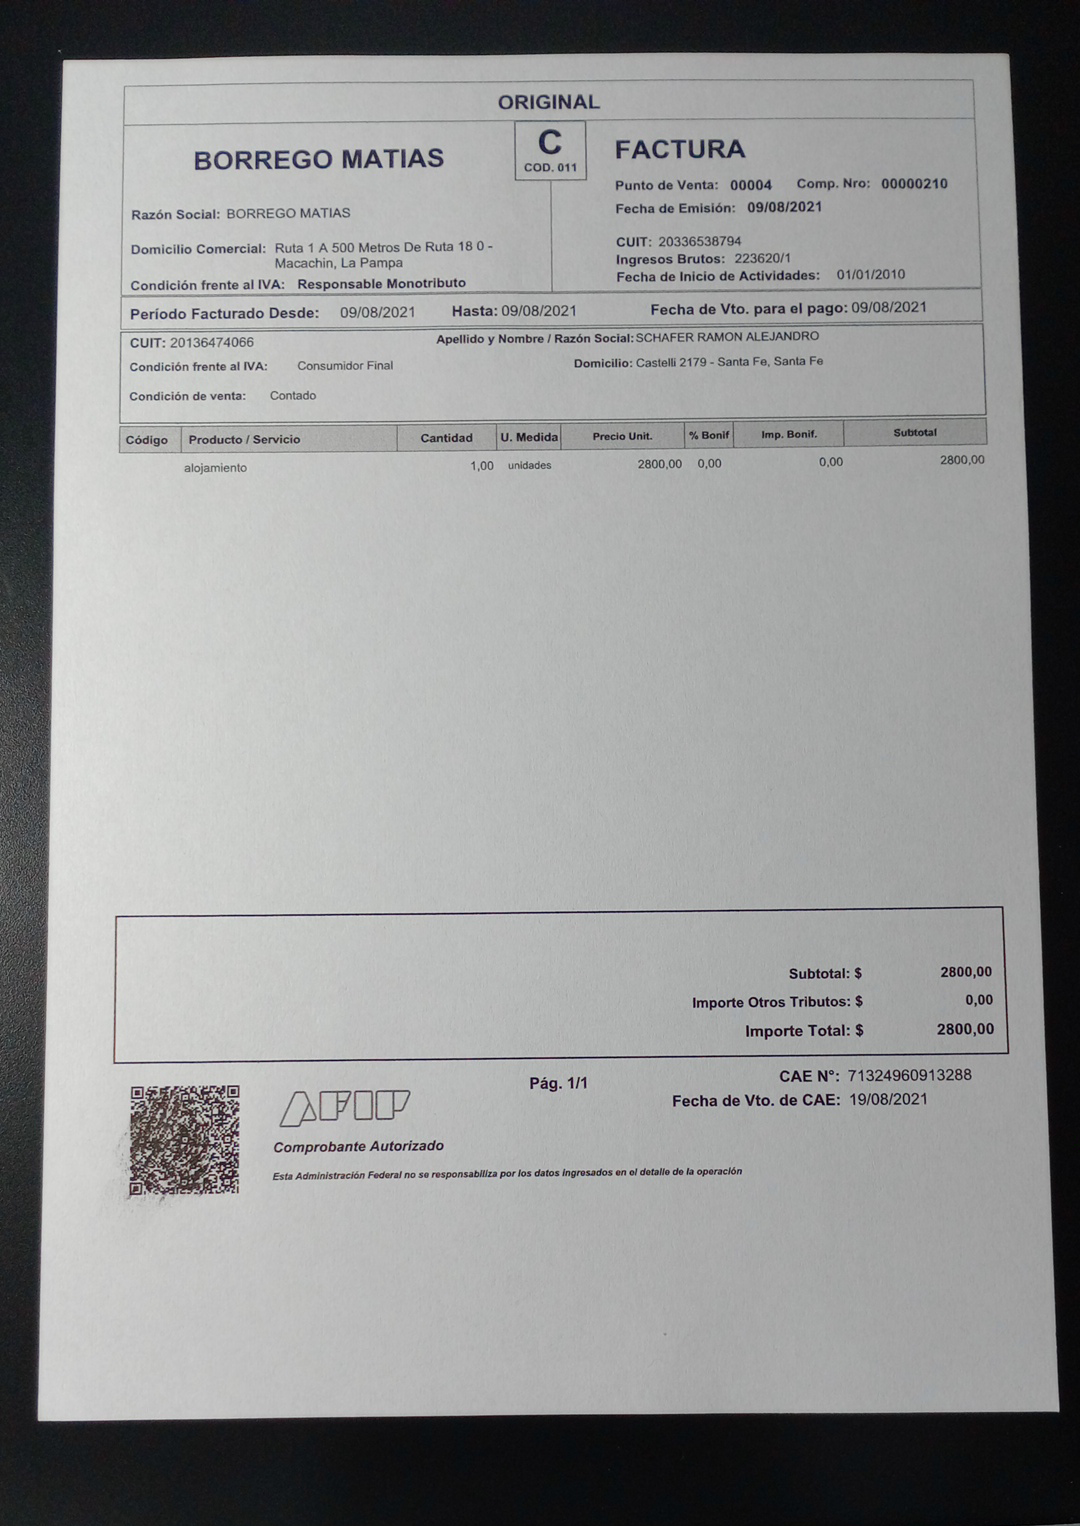 ORIGINAL
BORREGO MATIAS
C
COD. 011
FACTURA
Punto de Venta: 00004 Comp. Nro: 00000210
Fecha de Emisión: 09/08/2021
Razón Social: BORREGO MATIAS
Domicilio Comercial: Ruta 1 A 500 Metros De Ruta 18 0 -
Macachin, La Pampa
Condición frente al IVA: Responsable Monotributo
CUIT: 20336538794
Ingresos Brutos: 223620/1
Fecha de Inicio de Actividades: 01/01/2010
Período Facturado Desde: 09/08/2021 Hasta: 09/08/2021 Fecha de Vto. para el pago: 09/08/2021
CUIT: 20136474066 Apellido y Nombre / Razón Social: SCHAFER RAMON ALEJANDRO
Condición frente al IVA: Consumidor Final Domicilio: Castelli 2179 - Santa Fe, Santa Fe
Condición de venta: Contado
Código Producto / Servicio Cantidad U. Medida Precio Unit. % Bonif Imp. Bonif. Subtotal
alojamiento 1,00 unidades 2800,00 0,00 0,00 2800,00
Subtotal: $ 2800,00
Importe Otros Tributos: $ 0,00
Importe Total: $ 2800,00
AFIP
Pág. 1/1
CAE N°: 71324960913288
Fecha de Vto. de CAE: 19/08/2021
Comprobante Autorizado
Esta Administración Federal no se responsabiliza por los datos ingresados en el detalle de la operación